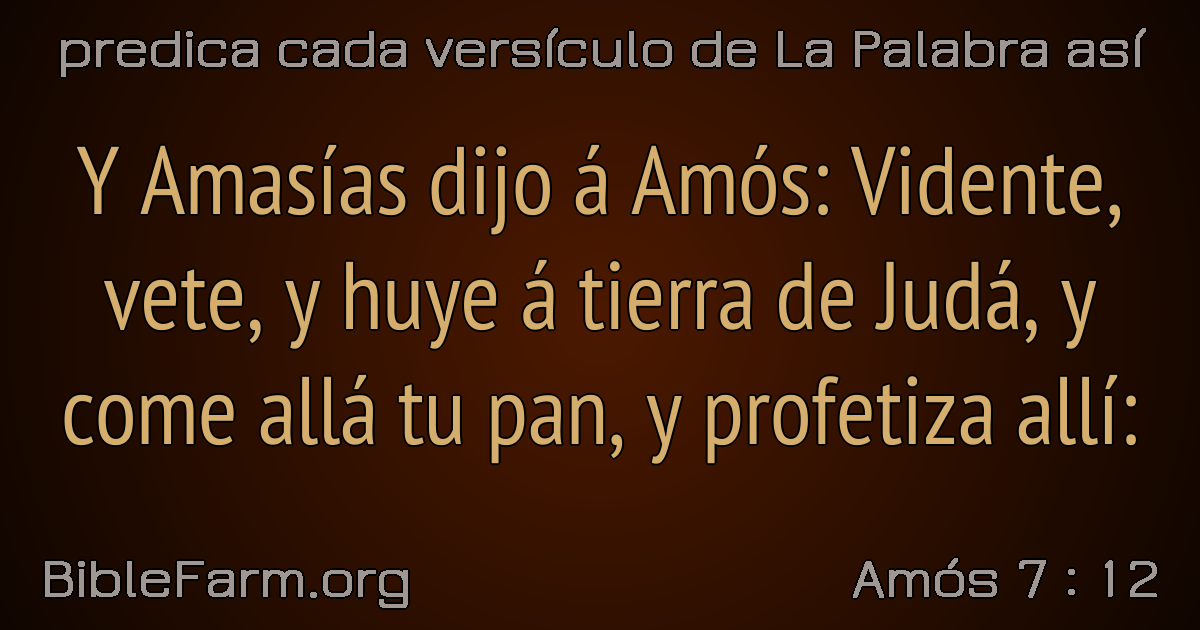 predica cada versículo de La Palabra así
Y Amasías dijo á Amós: Vidente,
vete, y huye á tierra de Judá, y
come allá tu pan, y profetiza allí:
BibleFarm.org
Amós 7 : 12